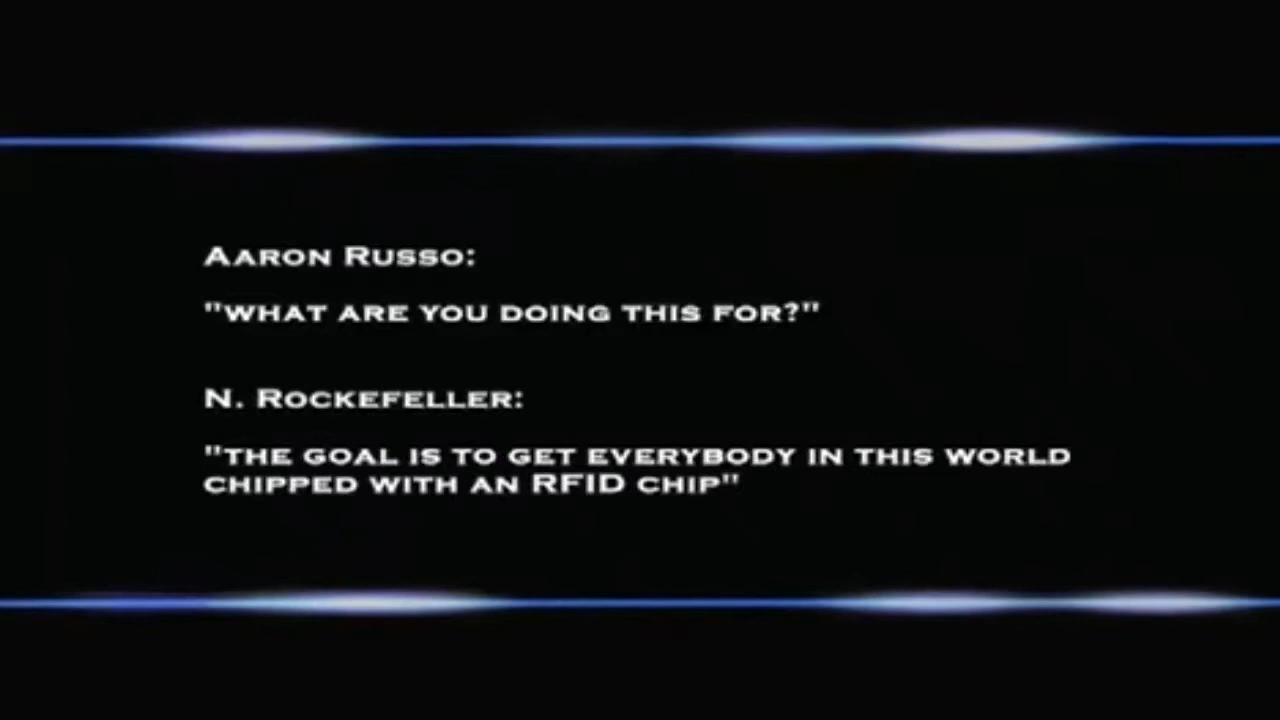 Aaron Russo:
"what are you doing this for?"
N. Rockefeller:
"the goal is to get everybody in this world
chipped with an RFID chip"